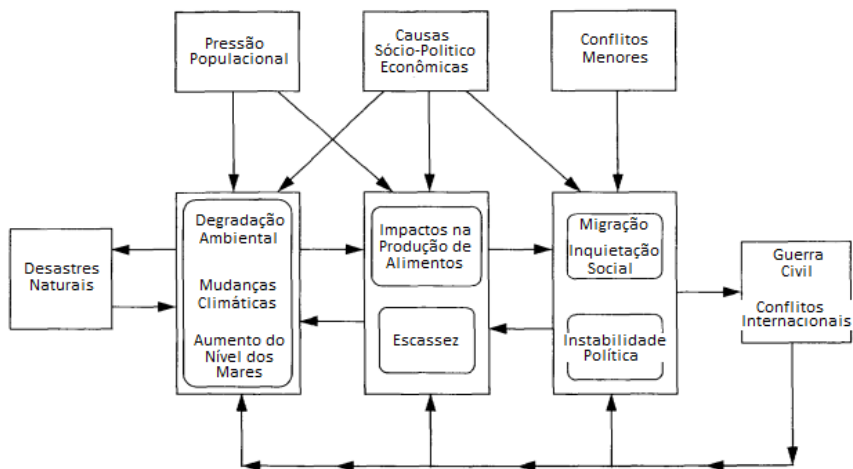 Pressão
Populacional
Causas
Sócio-Politico
Econômicas
Conflitos
Menores
Desastres
Naturais
Degradação
Ambiental
Mudanças
Climáticas
Aumento do
Nível dos
Mares
Impactos na
Produção de
Alimentos
Escassez
Migração
Inquietação
Social
Instabilidade
Política
Guerra
Civil
Conflitos
Internacionais